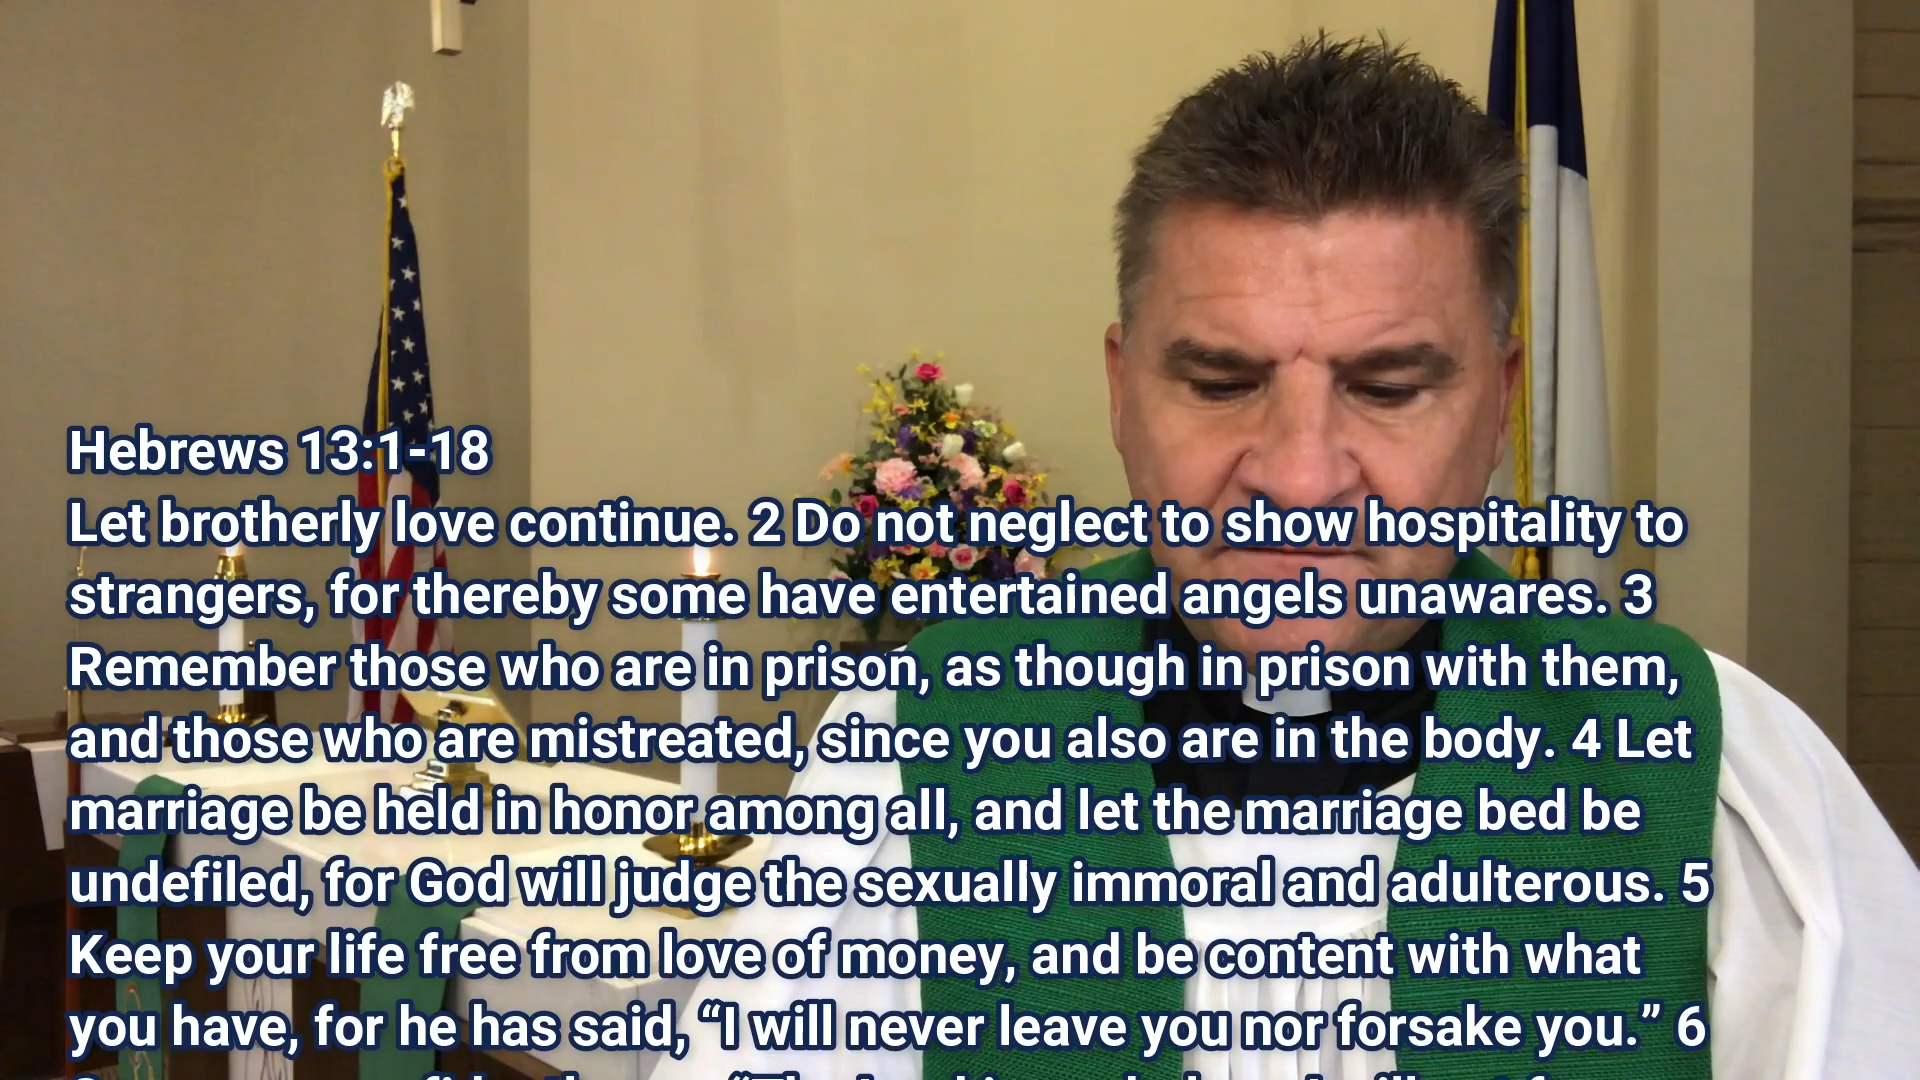 Hebrews 13:1-18
Let brotherly love continue. 2 Do not neglect to show hospitality to
strangers, for thereby some have entertained angels unawares. 3
Remember those who are in prison, as though in prison with them,
and those who are mistreated, since you also are in the body. 4 Let
marriage be held in honor among all, and let the marriage bed be
undefiled, for God will judge the sexually immoral and adulterous. 5
Keep your life free from love of money, and be content with what
you have, for he has said, “I will never leave you nor forsake you.” 6